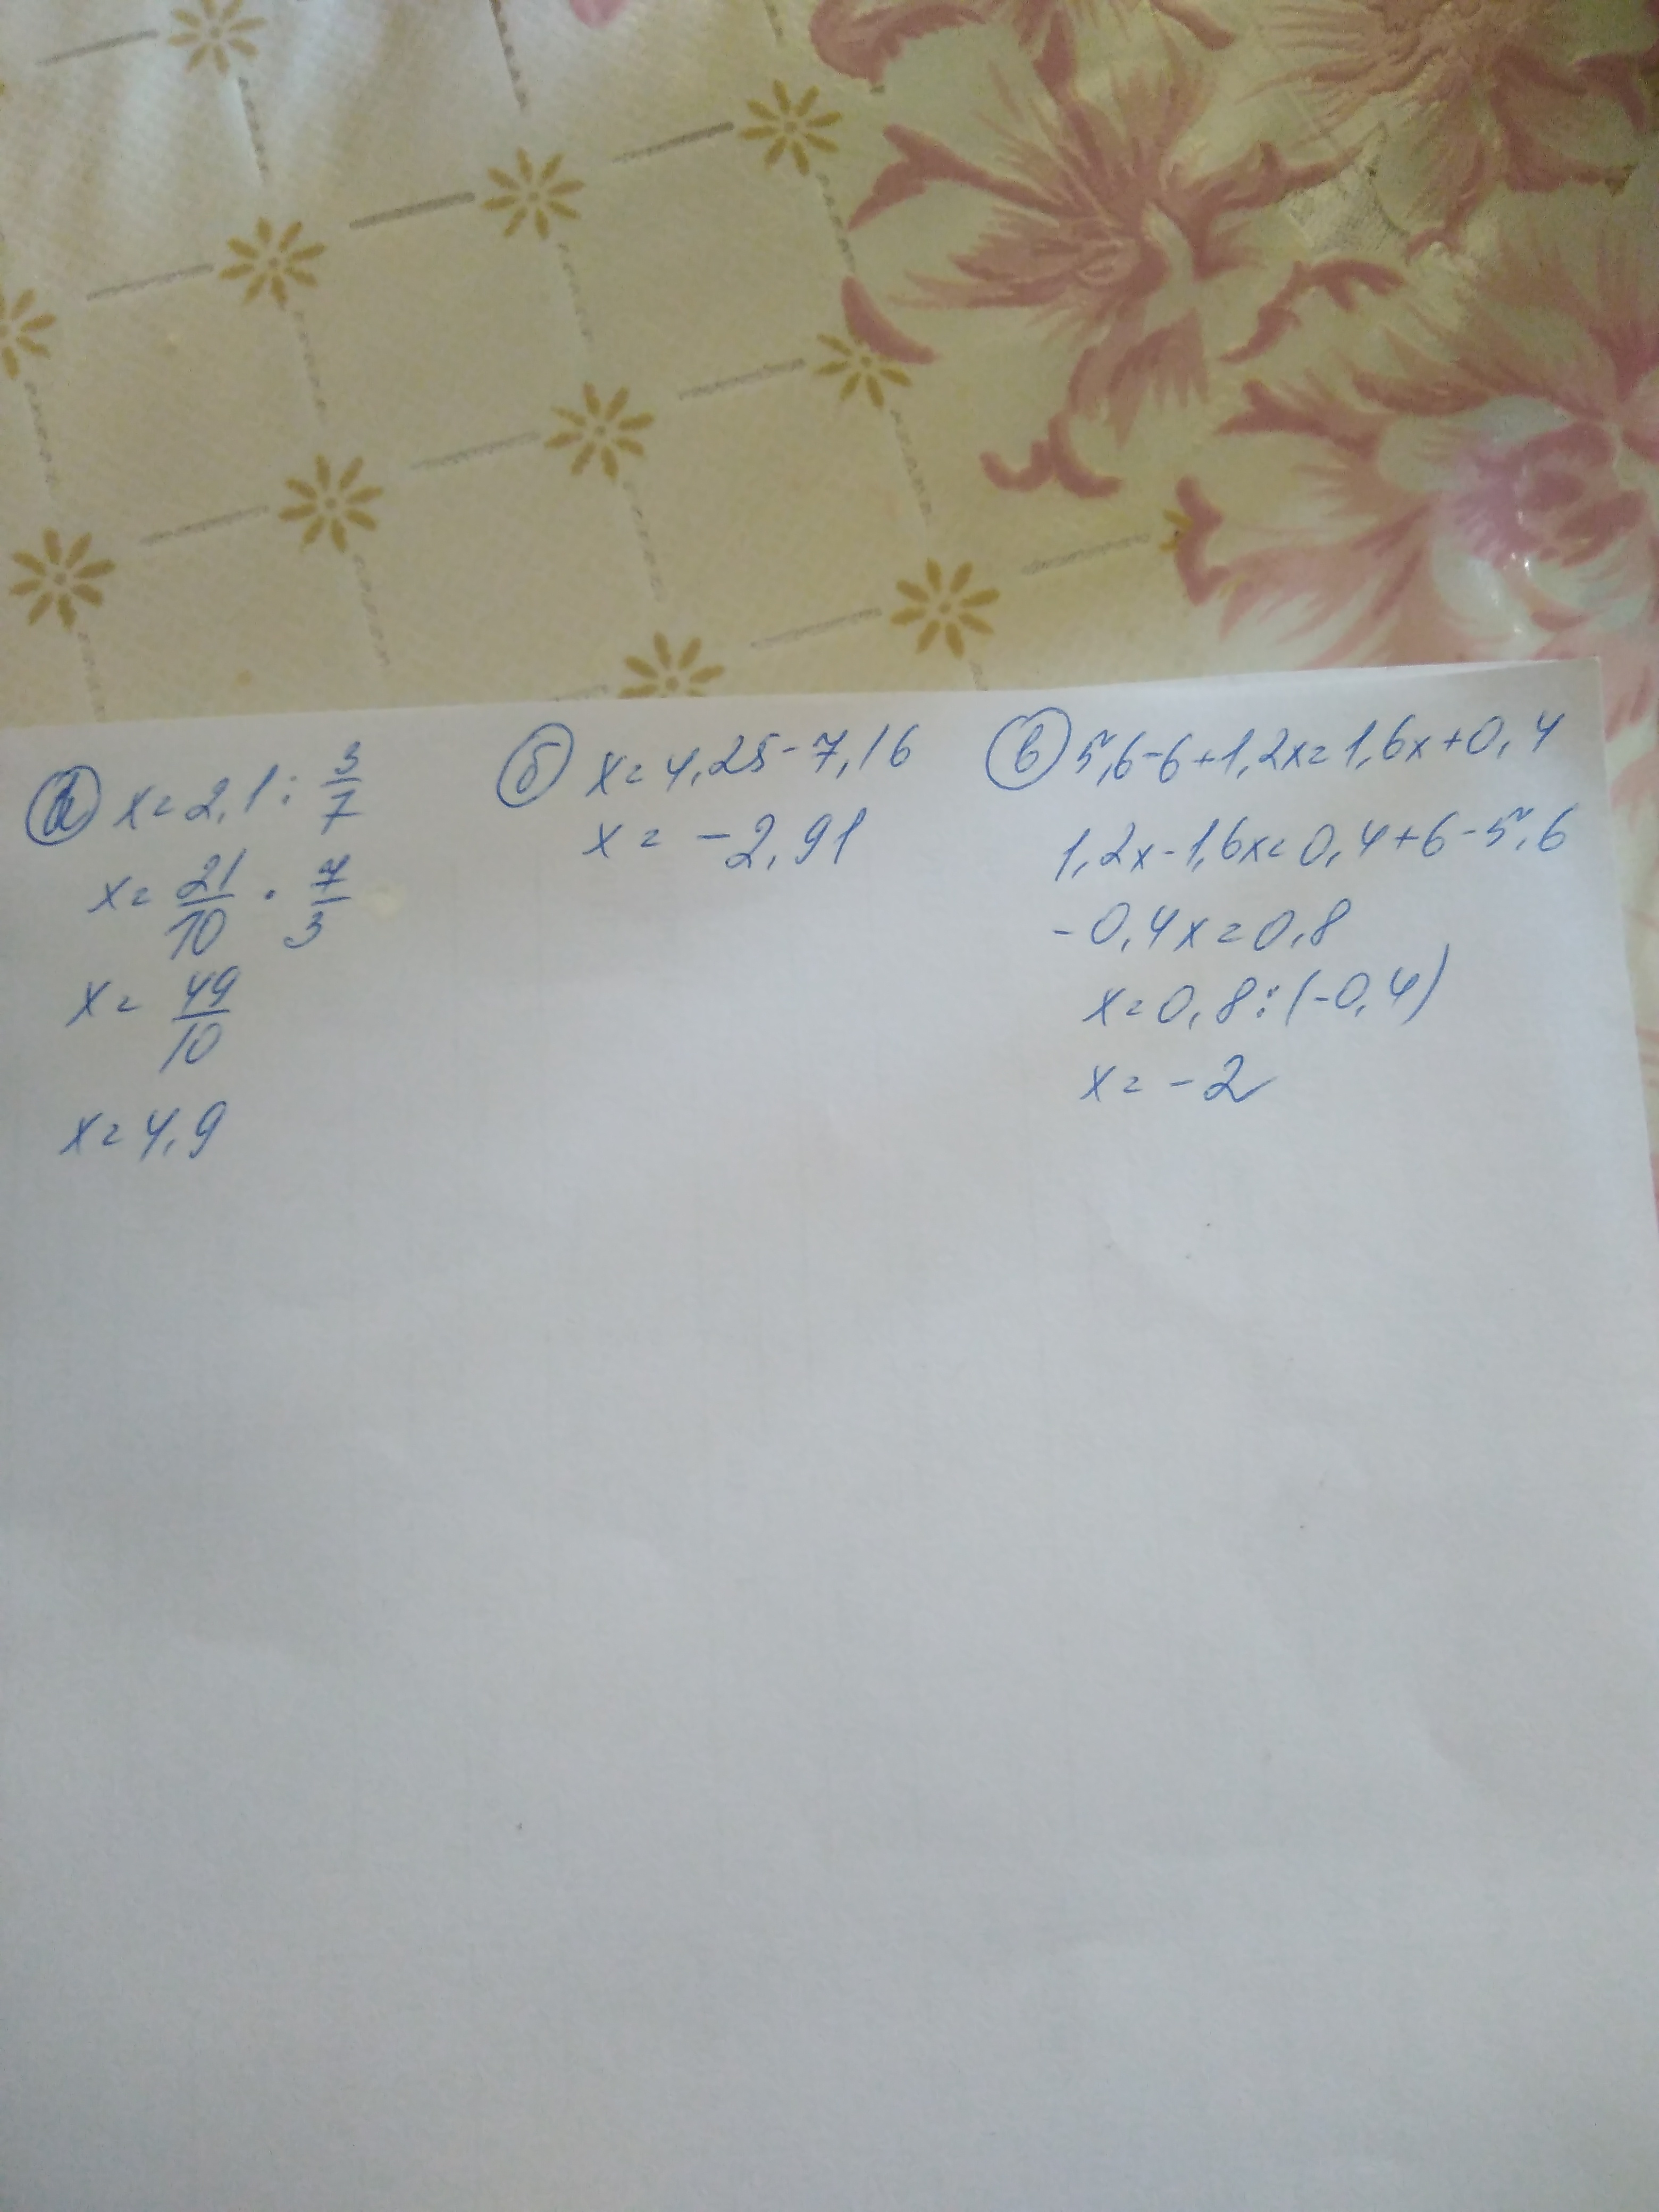 а) x = 2,1 : 3/7
x = 21/10 · 7/3
x = 49/10
x = 4,9
б) x = 4,25 - 7,16
x = -2,91
в) 5,6 - 6 + 1,2x = 1,6x + 0,4
1,2x - 1,6x = 0,4 + 6 - 5,6
-0,4x = 0,8
x = 0,8 : (-0,4)
x = -2